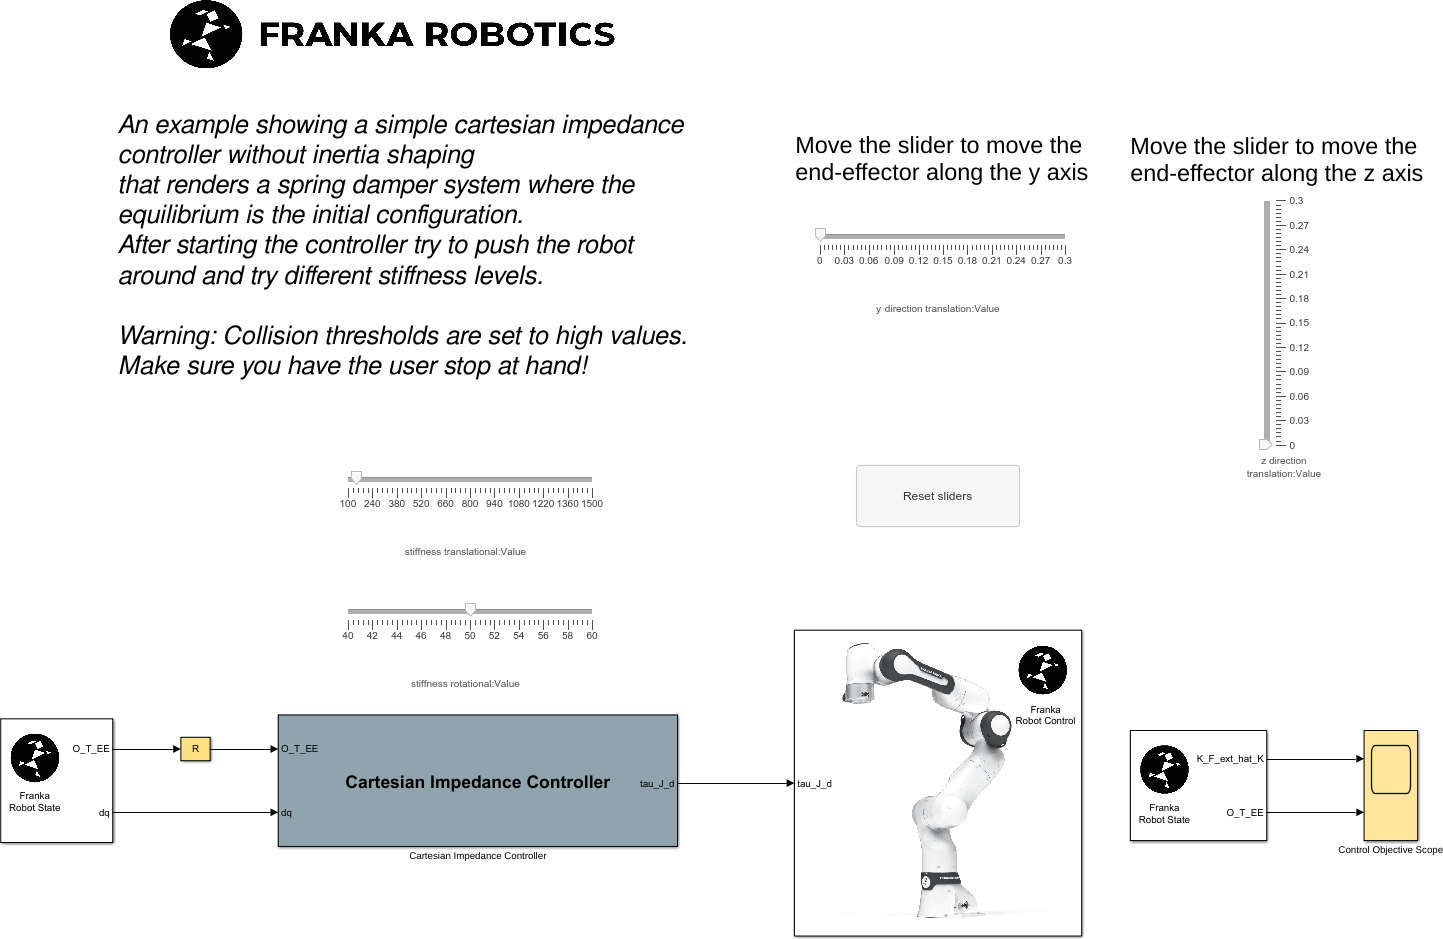 FRANKA ROBOTICS
An example showing a simple cartesian impedance
controller without inertia shaping
that renders a spring damper system where the
equilibrium is the initial configuration.
After starting the controller try to push the robot
around and try different stiffness levels.
Warning: Collision thresholds are set to high values.
Make sure you have the user stop at hand!
Move the slider to move the
end-effector along the y axis
0 0.03 0.06 0.09 0.12 0.15 0.18 0.21 0.24 0.27 0.3
y direction translation:Value
Move the slider to move the
end-effector along the z axis
0.3
0.27
0.24
0.21
0.18
0.15
0.12
0.09
0.06
0.03
0
z direction
translation:Value
Reset sliders
100 240 380 520 660 800 940 1080 1220 1360 1500
stiffness translational:Value
40 42 44 46 48 50 52 54 56 58 60
stiffness rotational:Value
O_T_EE
Franka
Robot State
dq
R
O_T_EE
Cartesian Impedance Controller
tau_J_d
dq
Cartesian Impedance Controller
Franka
Robot Control
tau_J_d
K_F_ext_hat_K
Franka
Robot State
O_T_EE
Control Objective Scope